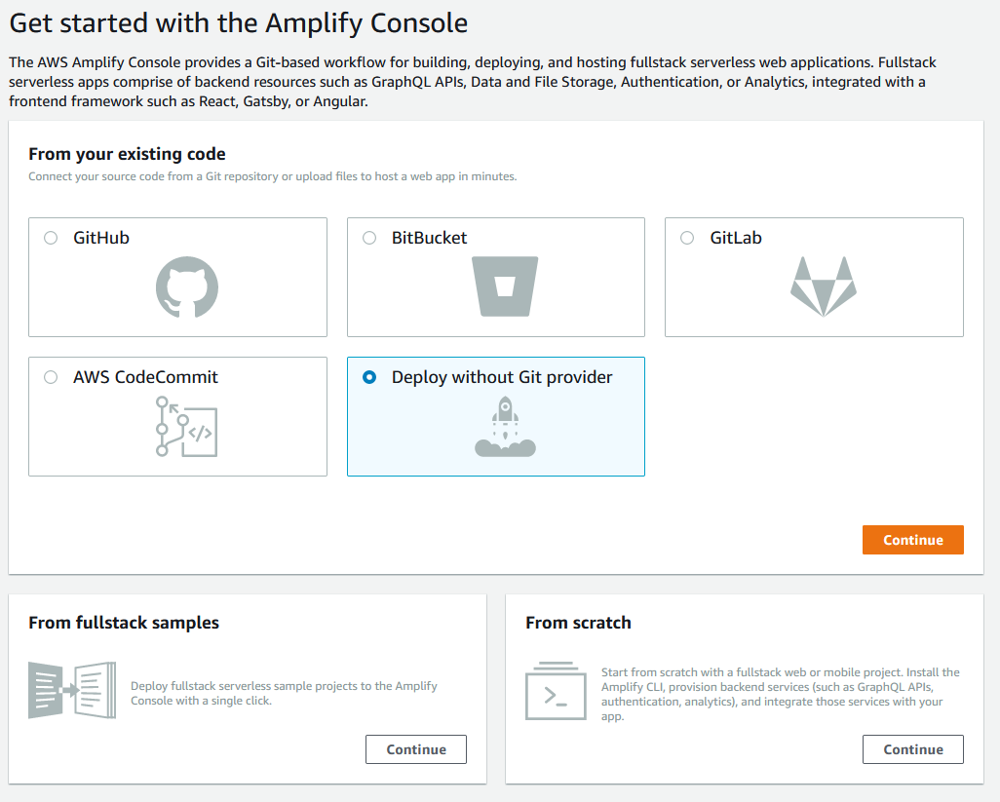 Get started with the Amplify Console
The AWS Amplify Console provides a Git-based workflow for building, deploying, and hosting fullstack serverless web applications. Fullstack
serverless apps comprise of backend resources such as GraphQL APIs, Data and File Storage, Authentication, or Analytics, integrated with a
frontend framework such as React, Gatsby, or Angular.
From your existing code
Connect your source code from a Git repository or upload files to host a web app in minutes.
GitHub
BitBucket
GitLab
AWS CodeCommit
Deploy without Git provider
Continue
From fullstack samples
Deploy fullstack serverless sample projects to the Amplify
Console with a single click.
Continue
From scratch
Start from scratch with a fullstack web or mobile project. Install the
Amplify CLI, provision backend services (such as GraphQL APIs,
authentication, analytics), and integrate those services with your
app.
Continue